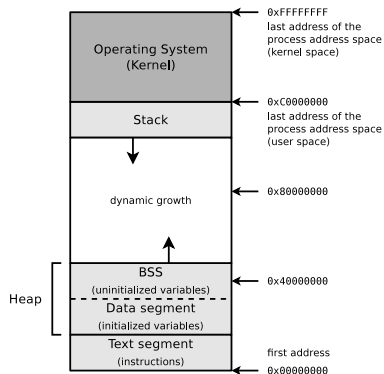 0xFFFFFFFF
last address of the
process address space
(kernel space)
Operating System
(Kernel)
0xC0000000
last address of the
process address space
(user space)
Stack
dynamic growth
0x80000000
BSS
(uninitialized variables)
0x40000000
Heap
Data segment
(initialized variables)
Text segment
(instructions)
first address
0x00000000